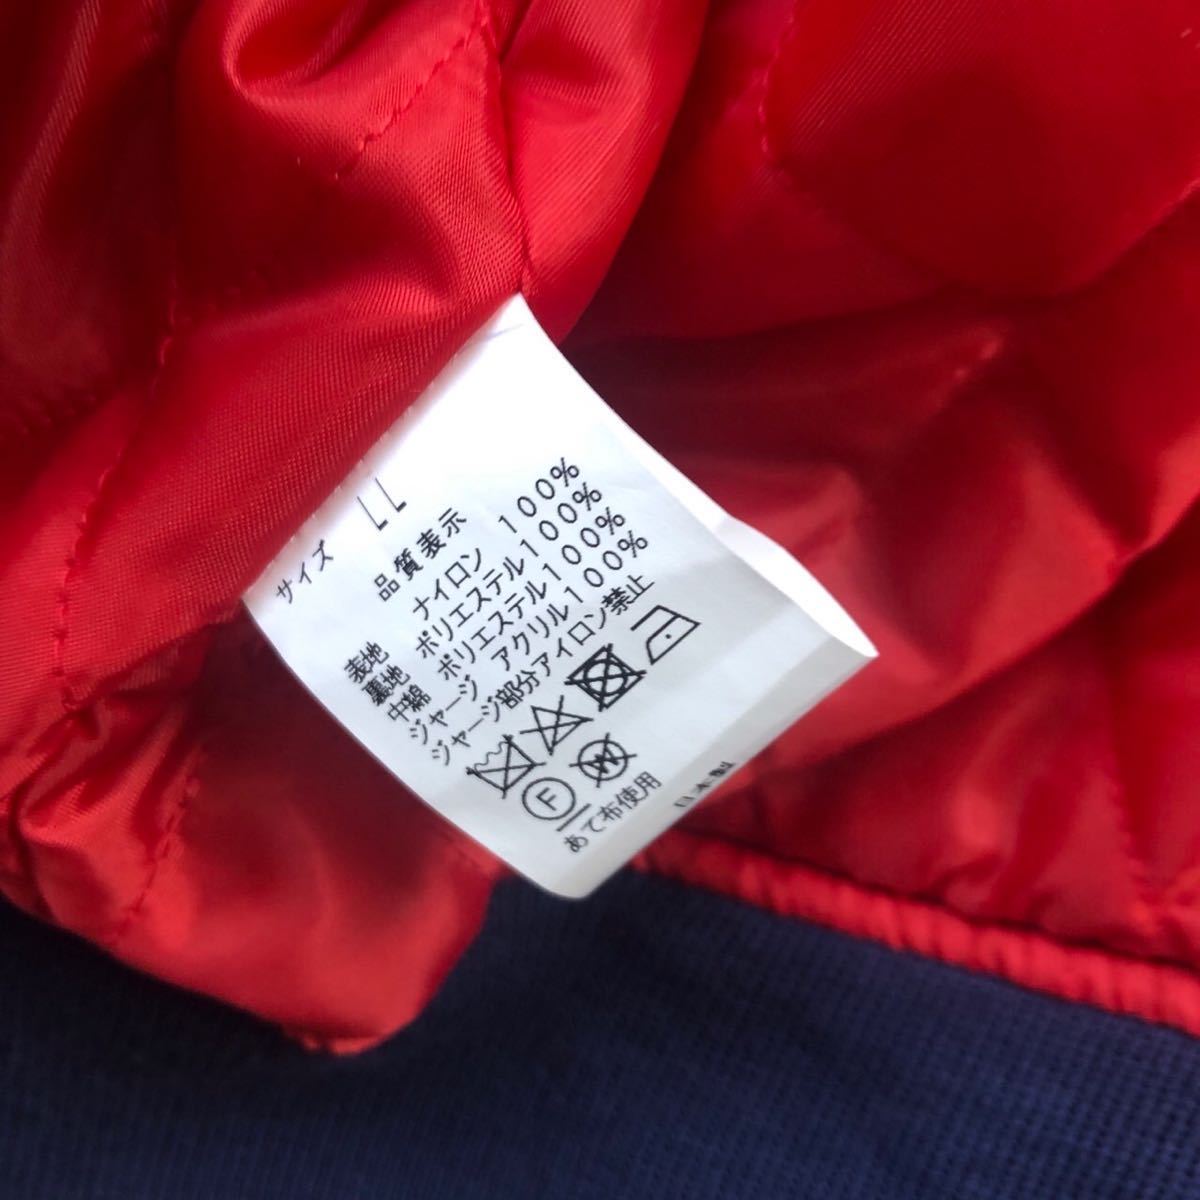 サイズ LL
品質表示
表地 ナイロン 100%
裏地 ポリエステル100%
中綿 ポリエステル100%
ジャージ アクリル100%
ジャージ部分アイロン禁止
F W
あて布使用
日本製